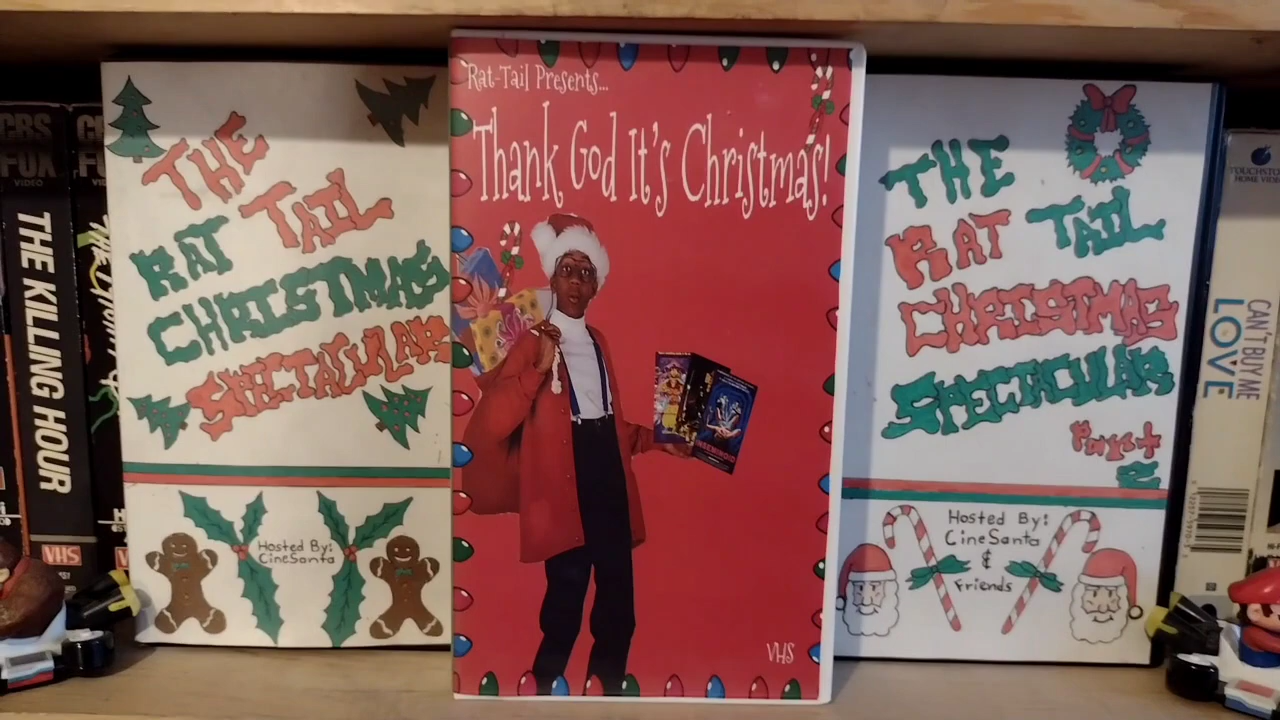 CBS
FOX
VIDEO
THE KILLING HOUR
VHS
THE
RAT TAIL
CHRISTMAS
SPECTACULAR
Hosted By:
CineSanta
Rat-Tail Presents...
Thank God It's Christmas!
VHS
THE
RAT TAIL
CHRISTMAS
SPECTACULAR
Part
2
Hosted By:
CineSanta
&
Friends
TOUCHSTO
HOME VIDEO
CAN'T BUY ME
LOVE